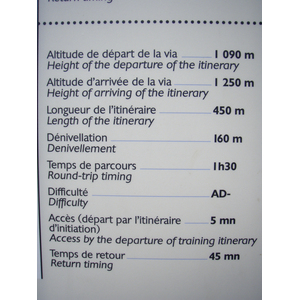 Return timing
Altitude de départ de la via 1 090 m
Height of the departure of the itinerary
Altitude d'arrivée de la via 1 250 m
Height of arriving of the itinerary
Longueur de l'itinéraire 450 m
Length of the itinerary
Dénivellation 160 m
Denivellement
Temps de parcours 1h30
Round-trip timing
Difficulté AD-
Difficulty
Accès (départ par l'itinéraire 5 mn
d'initiation)
Access by the departure of training itinerary
Temps de retour 45 mn
Return timing